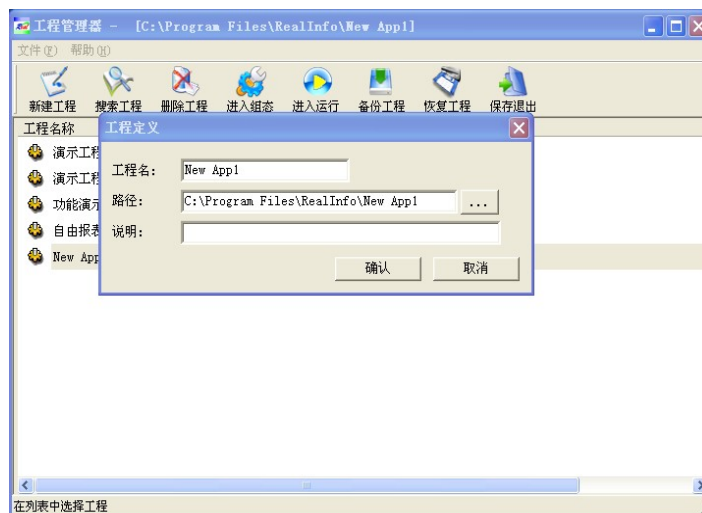 工程管理器 - [C:\Program Files\RealInfo\New App1]
文件(F) 帮助(H)
新建工程 搜索工程 删除工程 进入组态 进入运行 备份工程 恢复工程 保存退出
工程名称
工程定义
演示工程
演示工程
功能演示
自由报表
New App
工程名: New App1
路径: C:\Program Files\RealInfo\New App1 ...
说明:
确认 取消
在列表中选择工程